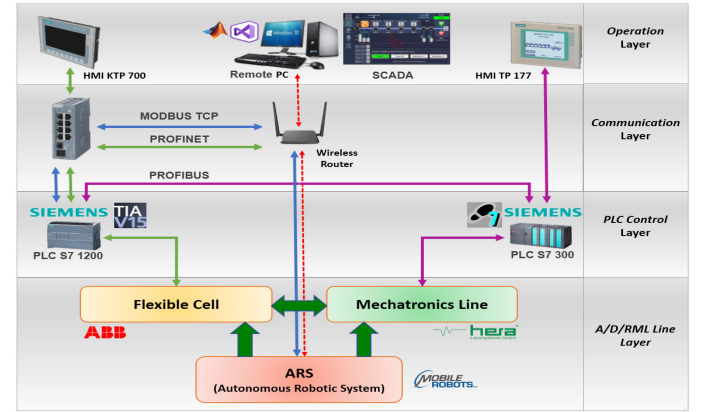 Operation
Layer
HMI KTP 700
Remote PC
SCADA
HMI TP 177
MODBUS TCP
PROFINET
Wireless
Router
Communication
Layer
PROFIBUS
SIEMENS
TIA
V15
PLC S7 1200
SIEMENS
PLC S7 300
PLC Control
Layer
Flexible Cell
Mechatronics Line
ABB
hera
Laborsysteme GmbH
A/D/RML Line
Layer
ARS
(Autonomous Robotic System)
MOBILE
ROBOTS